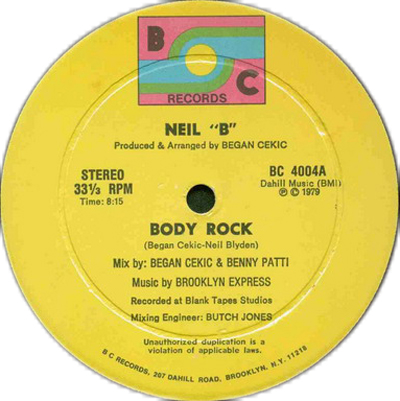 B C
RECORDS
NEIL "B"
Produced & Arranged by BEGAN CEKIC
STEREO
33⅓ RPM
Time: 8:15
BC 4004A
Dahill Music (BMI)
℗ © 1979
BODY ROCK
(Began Cekic-Neil Blyden)
Mix by: BEGAN CEKIC & BENNY PATTI
Music by BROOKLYN EXPRESS
Recorded at Blank Tapes Studios
Mixing Engineer: BUTCH JONES
Unauthorized duplication is a
violation of applicable laws.
B C RECORDS, 207 DAHILL ROAD, BROOKLYN, N.Y. 11218